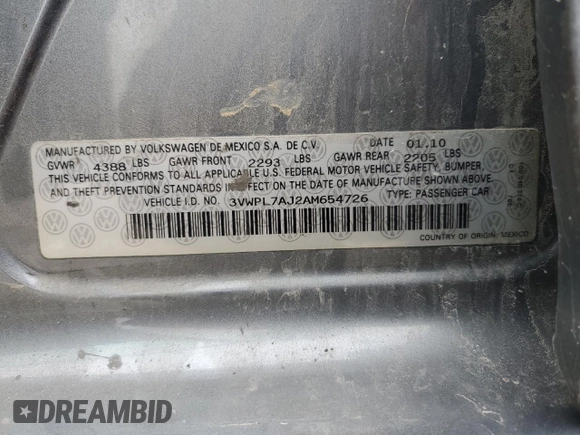 MANUFACTURED BY VOLKSWAGEN DE MEXICO S.A. DE C.V. DATE 01.10
GVWR 4388 LBS GAWR FRONT 2293 LBS GAWR REAR 2205 LBS
THIS VEHICLE CONFORMS TO ALL APPLICABLE U.S. FEDERAL MOTOR VEHICLE SAFETY, BUMPER,
AND THEFT PREVENTION STANDARDS IN EFFECT ON THE DATE OF MANUFACTURE SHOWN ABOVE.
VEHICLE I.D. NO. 3VWPL7AJ2AM654726 TYPE: PASSENGER CAR
COUNTRY OF ORIGIN: MEXICO
DREAMBID